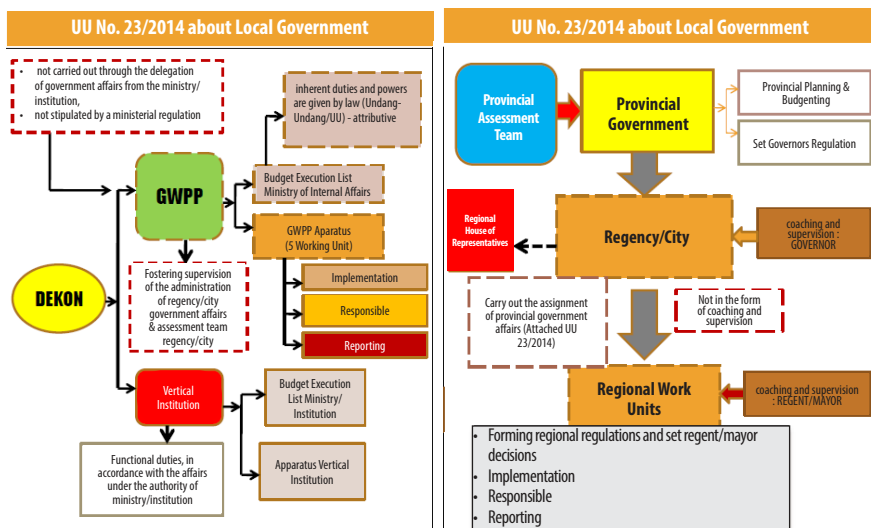 UU No. 23/2014 about Local Government
• not carried out through the delegation
of government affairs from the ministry/
institution,
• not stipulated by a ministerial regulation
inherent duties and powers
are given by law (Undang-
Undang/UU) - attributive
GWPP
Budget Execution List
Ministry of Internal Affairs
GWPP Aparatus
(5 Working Unit)
Implementation
Responsible
Reporting
Fostering supervision
of the administration
of regency/city
government affairs
& assessment team
regency/city
DEKON
Vertical
Institution
Budget Execution
List Ministry/
Institution
Functional duties, in
accordance with the affairs
under the authority of
ministry/institution
Apparatus Vertical
Institution
UU No. 23/2014 about Local Government
Provincial
Assessment
Team
Provincial
Government
Provincial Planning &
Budgenting
Set Governors Regulation
Regional
House of
Representatives
Regency/City
coaching and
supervision :
GOVERNOR
Carry out the assignment
of provincial government
affairs (Attached UU
23/2014)
Not in the form
of coaching and
supervision
Regional Work
Units
coaching and supervision
: REGENT/MAYOR
• Forming regional regulations and set regent/mayor
decisions
• Implementation
• Responsible
• Reporting